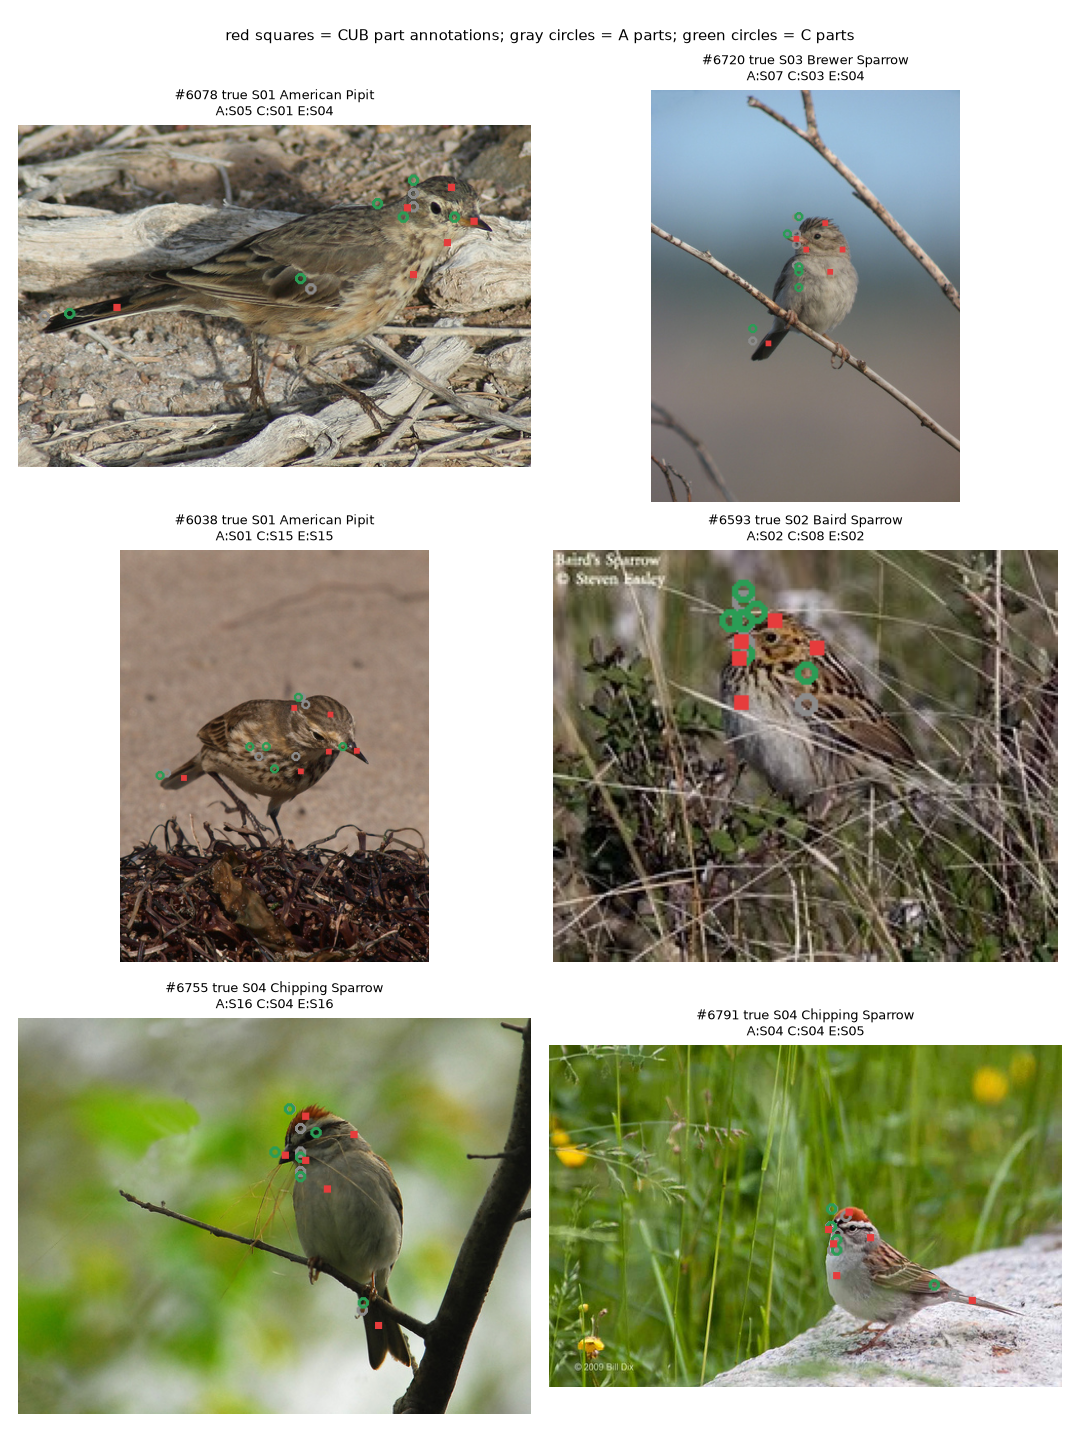 red squares = CUB part annotations; gray circles = A parts; green circles = C parts
#6078 true S01 American Pipit
A:S05 C:S01 E:S04
#6720 true S03 Brewer Sparrow
A:S07 C:S03 E:S04
#6038 true S01 American Pipit
A:S01 C:S15 E:S15
#6593 true S02 Baird Sparrow
A:S02 C:S08 E:S02
Baird's Sparrow
© Steven Easley
#6755 true S04 Chipping Sparrow
A:S16 C:S04 E:S16
#6791 true S04 Chipping Sparrow
A:S04 C:S04 E:S05
© 2009 Bill Dix